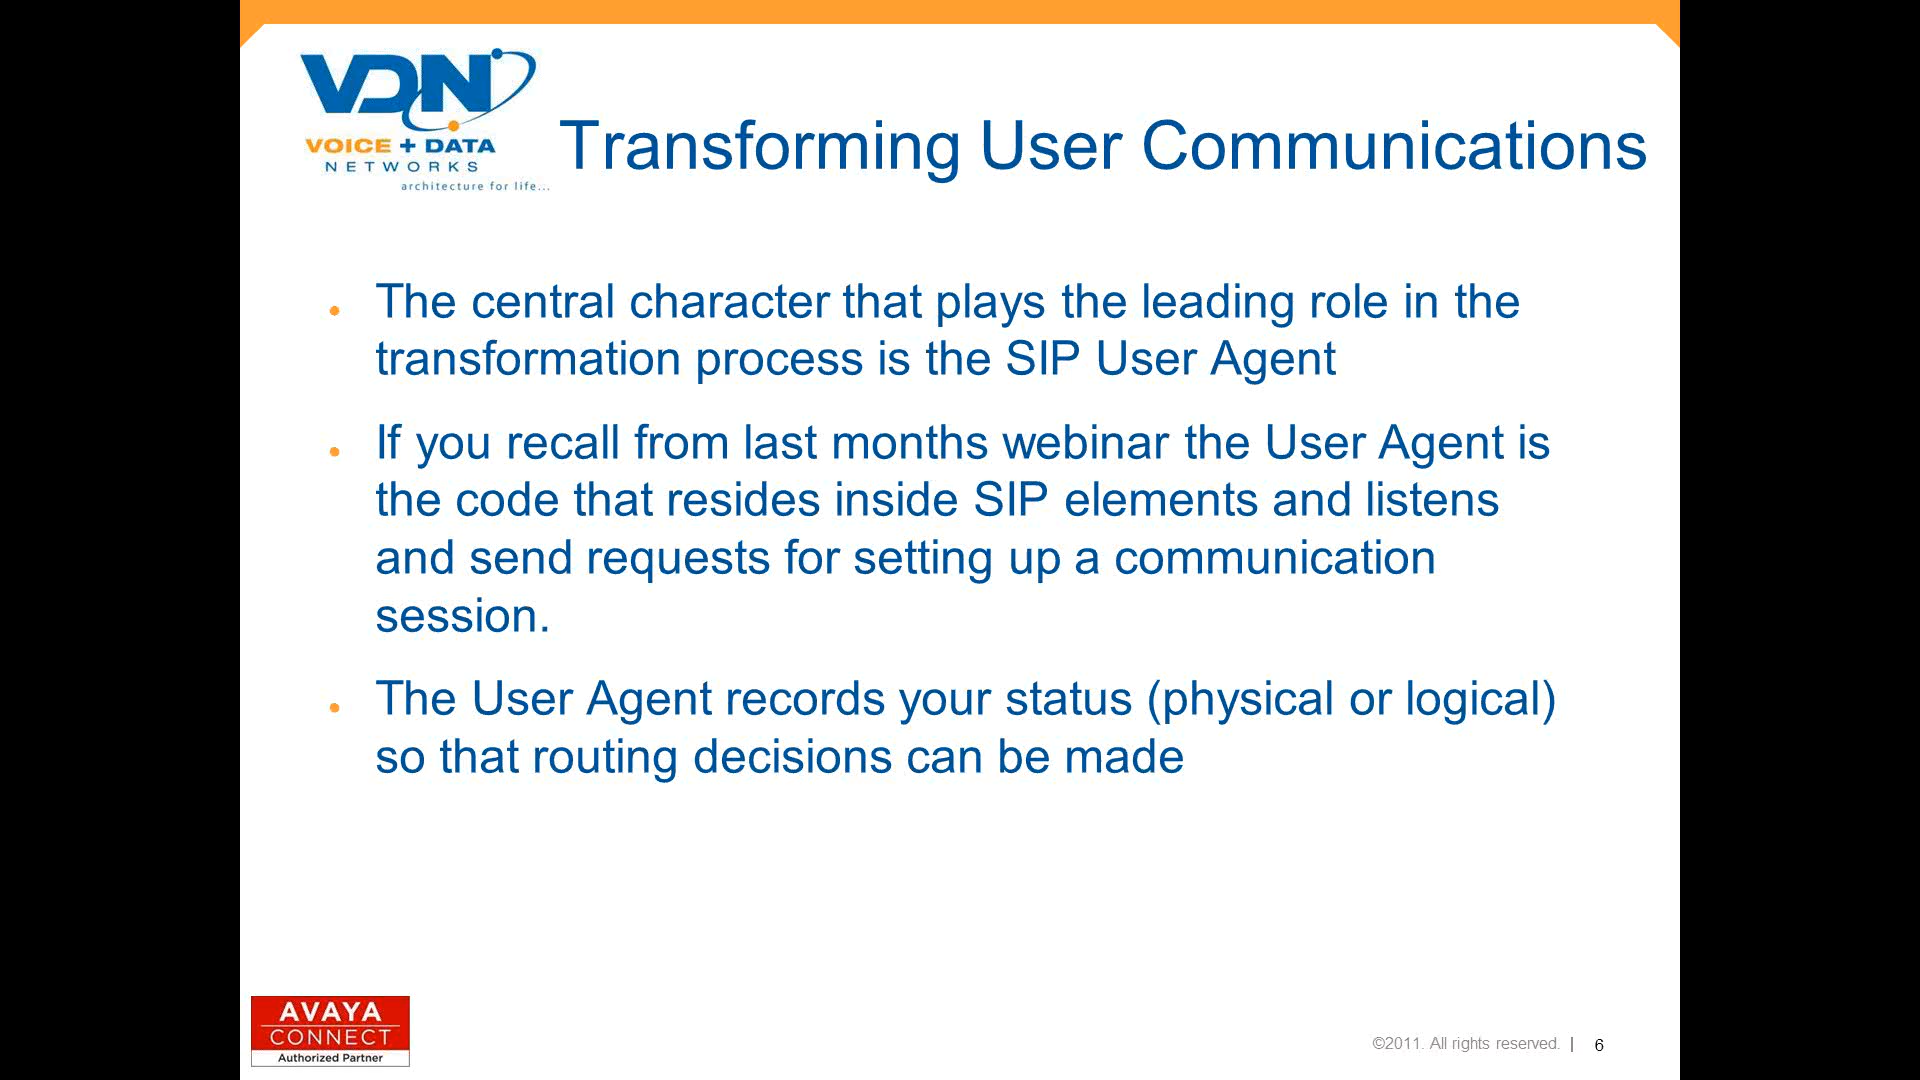 VDN
VOICE + DATA
NETWORKS
architecture for life...
Transforming User Communications
The central character that plays the leading role in the
transformation process is the SIP User Agent
If you recall from last months webinar the User Agent is
the code that resides inside SIP elements and listens
and send requests for setting up a communication
session.
The User Agent records your status (physical or logical)
so that routing decisions can be made
AVAYA
CONNECT
Authorized Partner
©2011. All rights reserved. | 6